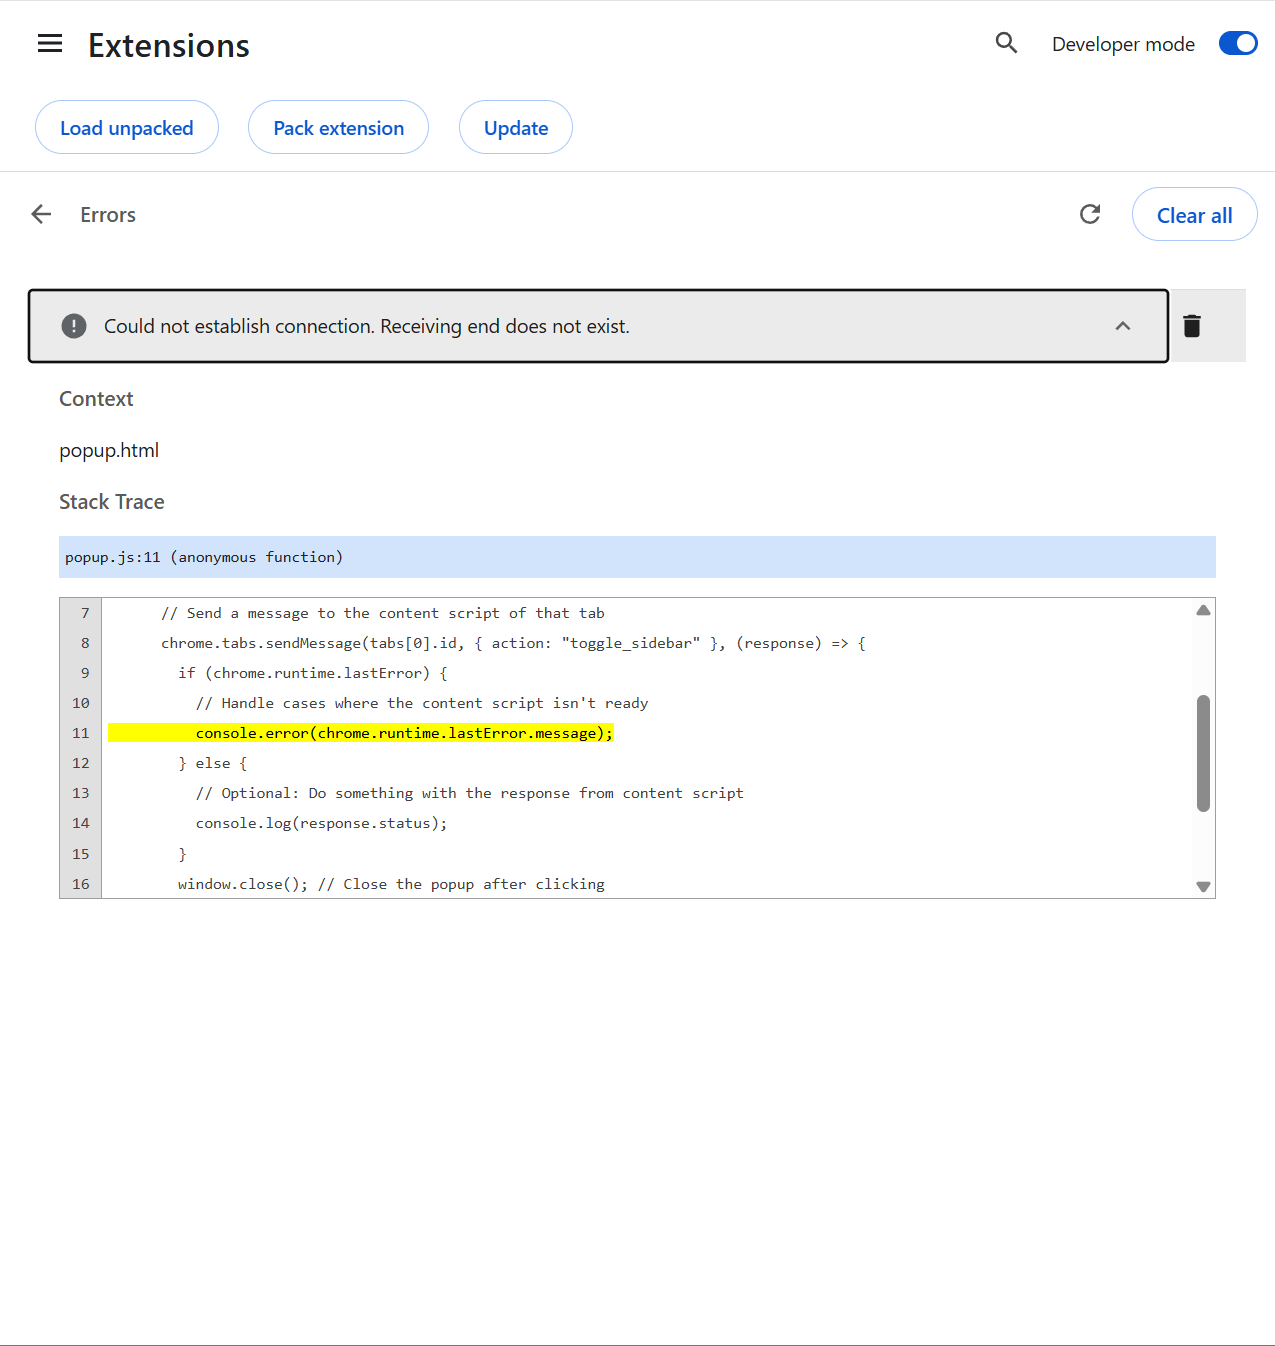 Extensions
Developer mode
Load unpacked
Pack extension
Update
Errors
Clear all
Could not establish connection. Receiving end does not exist.
Context
popup.html
Stack Trace
popup.js:11 (anonymous function)
7 // Send a message to the content script of that tab
8 chrome.tabs.sendMessage(tabs[0].id, { action: "toggle_sidebar" }, (response) => {
9 if (chrome.runtime.lastError) {
10 // Handle cases where the content script isn't ready
11 console.error(chrome.runtime.lastError.message);
12 } else {
13 // Optional: Do something with the response from content script
14 console.log(response.status);
15 }
16 window.close(); // Close the popup after clicking